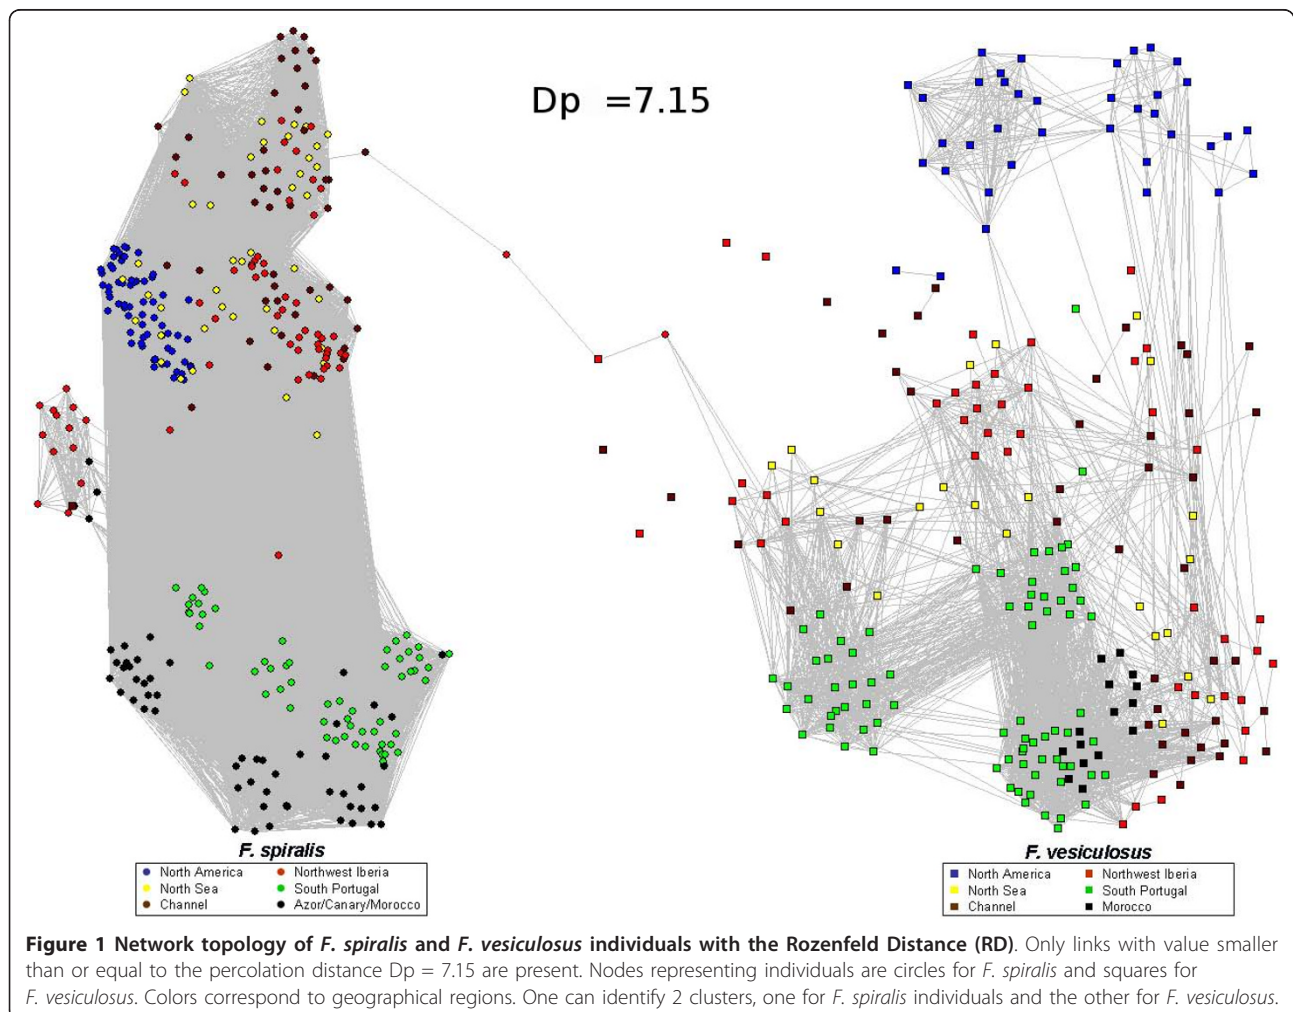 Dp =7.15
F. spiralis
North America
Northwest Iberia
North Sea
South Portugal
Channel
Azor/Canary/Morocco
F. vesiculosus
North America
Northwest Iberia
North Sea
South Portugal
Channel
Morocco
Figure 1 Network topology of F. spiralis and F. vesiculosus individuals with the Rozenfeld Distance (RD). Only links with value smaller
than or equal to the percolation distance Dp = 7.15 are present. Nodes representing individuals are circles for F. spiralis and squares for
F. vesiculosus. Colors correspond to geographical regions. One can identify 2 clusters, one for F. spiralis individuals and the other for F. vesiculosus.